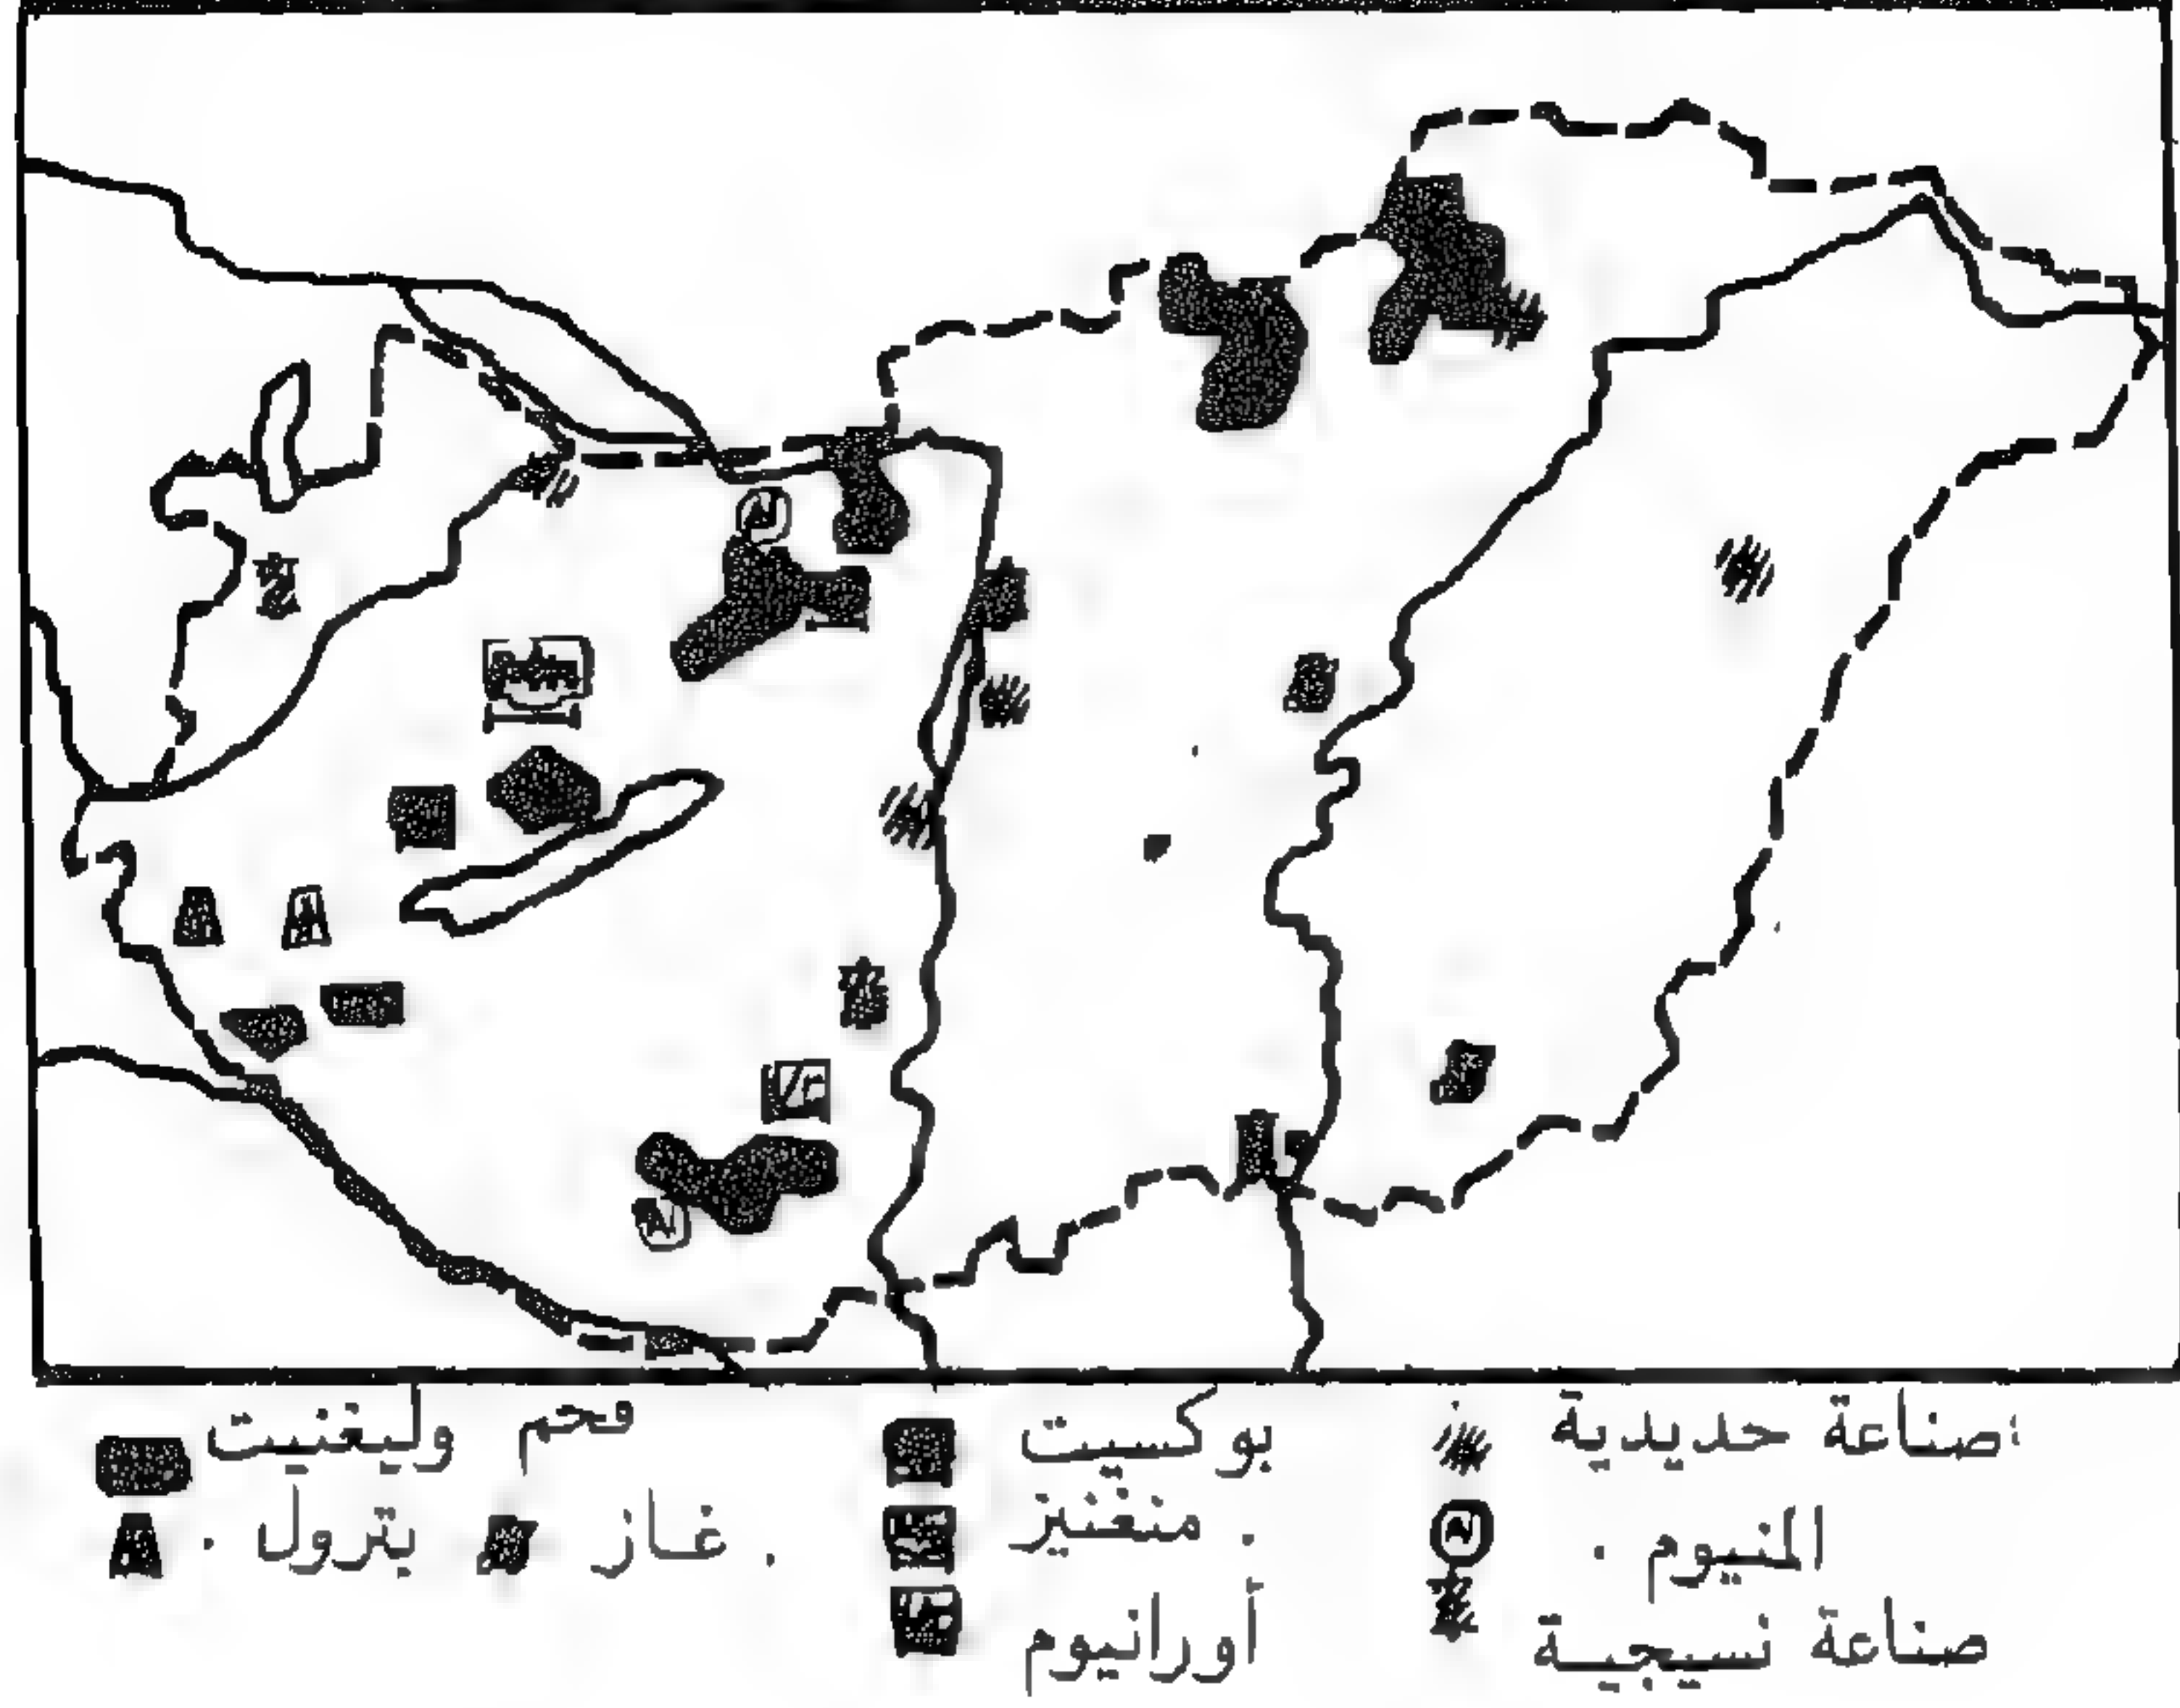 صناعة حديدية
المنيوم .
صناعة نسيجية
بوكسيت
منغنيز .
أورانيوم
فحم وليغنيت
غاز . بترول .